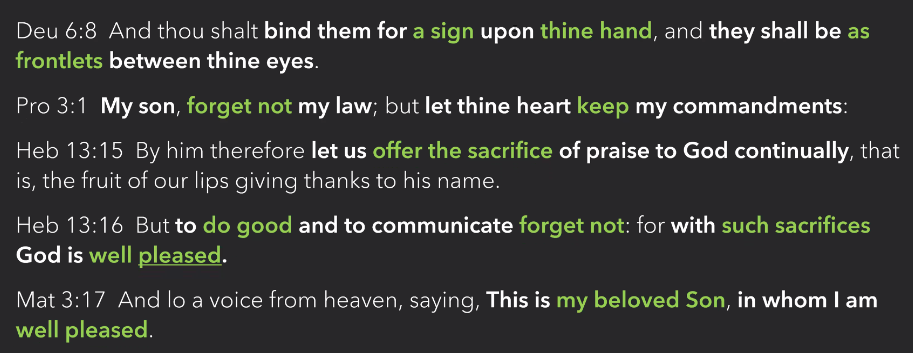 Deu 6:8  And thou shalt bind them for a sign upon thine hand, and they shall be as
frontlets between thine eyes.
Pro 3:1  My son, forget not my law; but let thine heart keep my commandments:
Heb 13:15  By him therefore let us offer the sacrifice of praise to God continually, that
is, the fruit of our lips giving thanks to his name.
Heb 13:16  But to do good and to communicate forget not: for with such sacrifices
God is well pleased.
Mat 3:17  And lo a voice from heaven, saying, This is my beloved Son, in whom I am
well pleased.